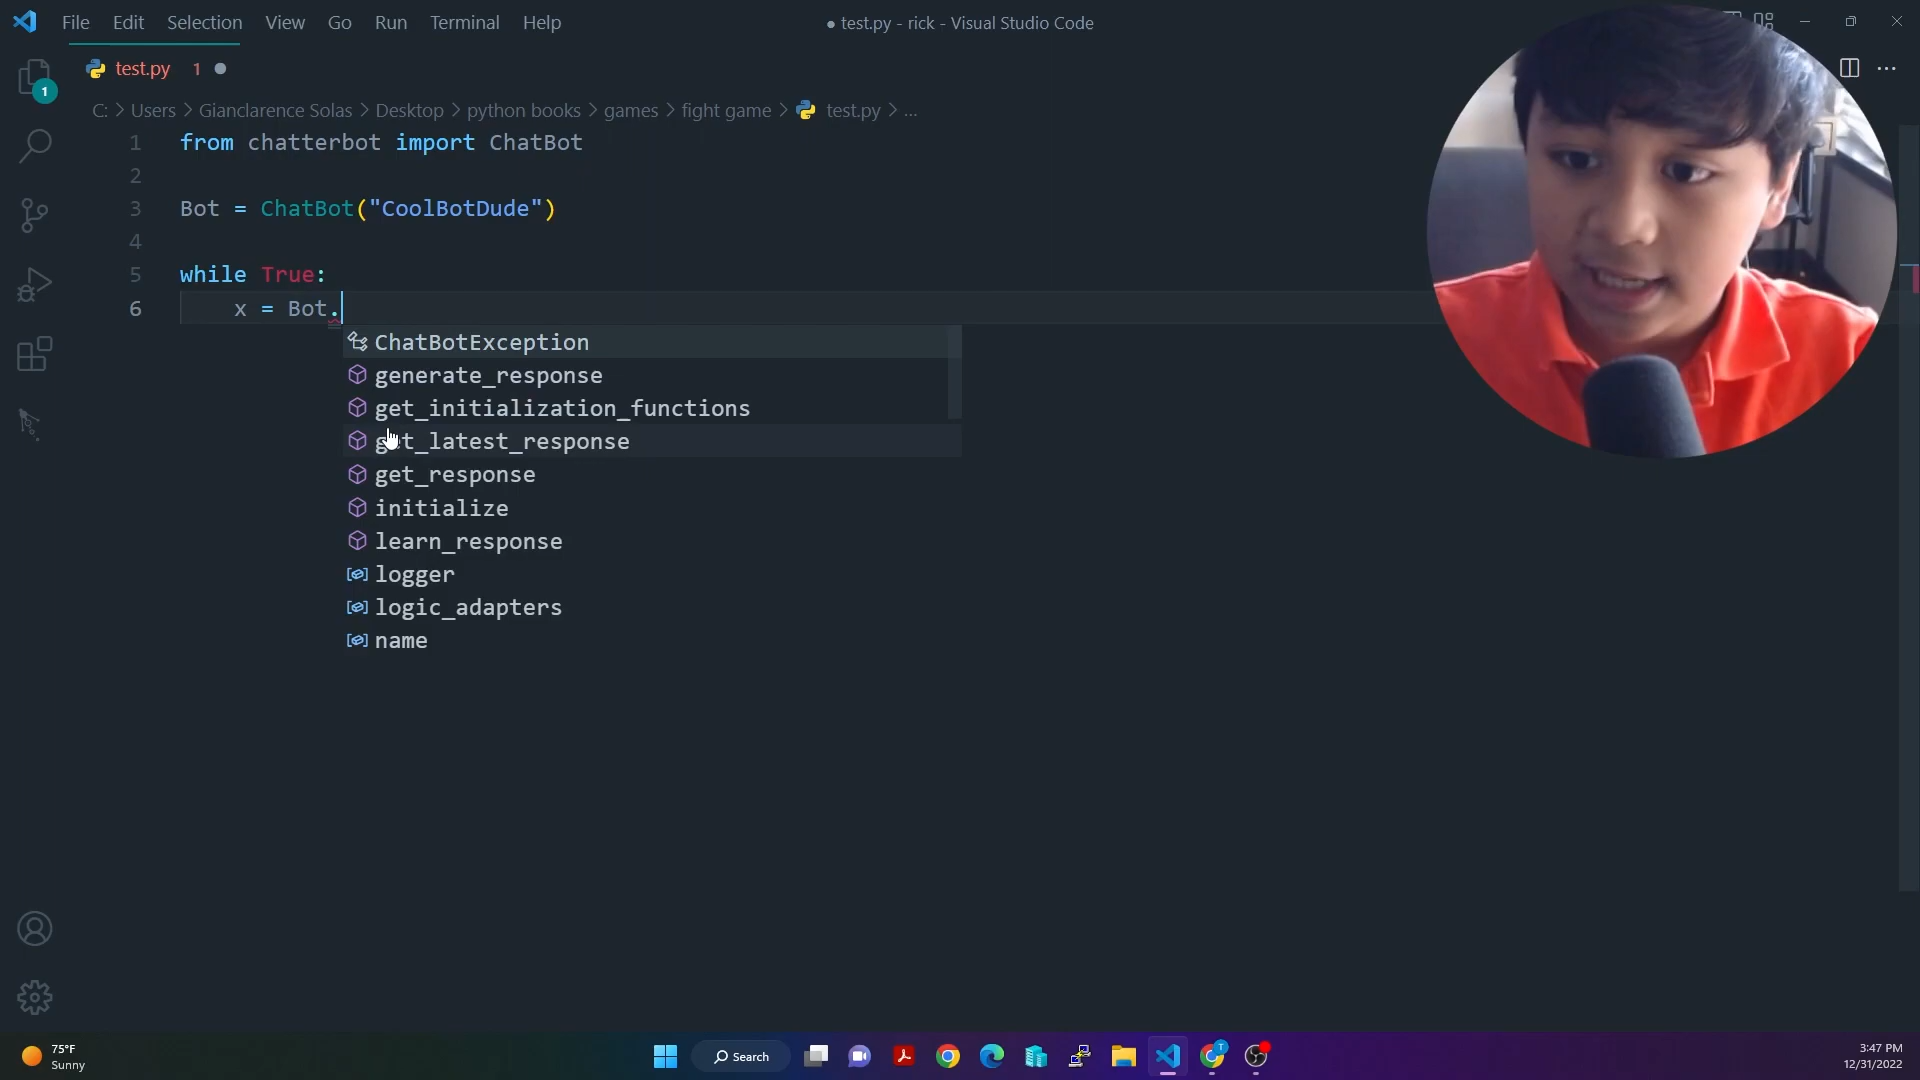 File Edit Selection View Go Run Terminal Help
● test.py - rick - Visual Studio Code
test.py 1
1
C: > Users > Gianclarence Solas > Desktop > python books > games > fight game > test.py > ...
1 from chatterbot import ChatBot
2
3 Bot = ChatBot("CoolBotDude")
4
5 while True:
6 x = Bot.
ChatBotException
generate_response
get_initialization_functions
get_latest_response
get_response
initialize
learn_response
logger
logic_adapters
name
75°F
Sunny
Search
T
3:47 PM
12/31/2022